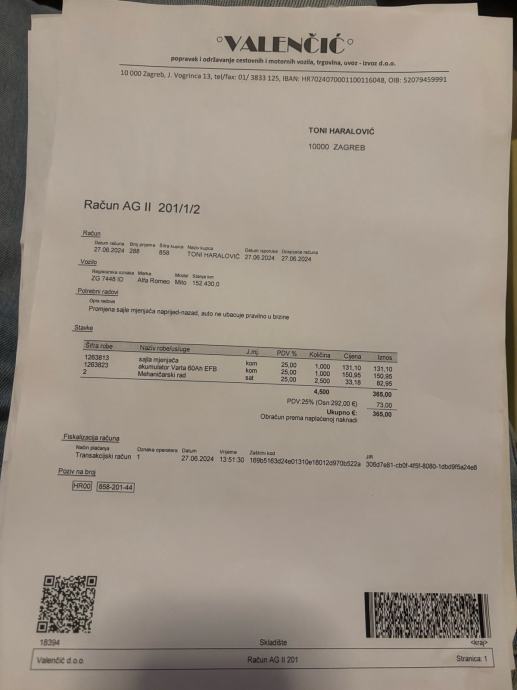 °VALENČIĆ°
popravak i održavanje cestovnih i motornih vozila, trgovina, uvoz - izvoz d.o.o.
10 000 Zagreb, J. Vogrinca 13, tel/fax: 01/ 3833 125, IBAN: HR7024070001100116048, OIB: 52079459991
TONI HARALOVIĆ
10000 ZAGREB
Račun AG II 201/1/2
Račun
Datum računa Broj prijema Šifra kupca Naziv kupca Datum isporuke Dospijeće računa
27.06.2024 288 858 TONI HARALOVIĆ 27.06.2024 27.06.2024
Vozilo
Registarska oznaka Marka Model Stanje km
ZG 7448 IO Alfa Romeo Mito 152.430,0
Potrebni radovi
Opis radova
Promjena sajle mjenjača naprijed-nazad, auto ne ubacuje pravilno u brzine
Stavke
Šifra robe Naziv robe/usluge J.mj. PDV % Količina Cijena Iznos
1263813 sajla mjenjača kom 25,00 1,000 131,10 131,10
1263823 akumulator Varta 60Ah EFB kom 25,00 1,000 150,95 150,95
2 Mehaničarski rad sat 25,00 2,500 33,18 82,95
4,500 365,00
PDV:25% (Osn:292,00 €) 73,00
Ukupno €: 365,00
Obračun prema naplaćenoj naknadi
Fiskalizacija računa
Način plaćanja Oznaka operatera Datum Vrijeme Zaštitni kod JIR
Transakcijski račun 1 27.06.2024 13:51:30 169b5163d24e01310e18012d970b522a 306d7e81-cb0f-4f5f-8080-1dbd9f5a24e6
Poziv na broj
HR00 858-201-44
18394 Skladište <kraj>
Valenčić d.o.o. Račun AG II 201 Stranica: 1